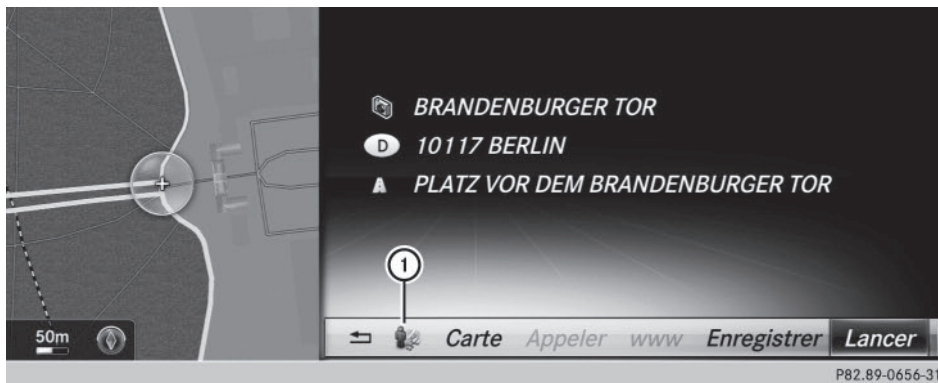 BRANDENBURGER TOR
D 10117 BERLIN
PLATZ VOR DEM BRANDENBURGER TOR
1
50m
Carte Appeler www Enregistrer Lancer
P82.89-0656-31